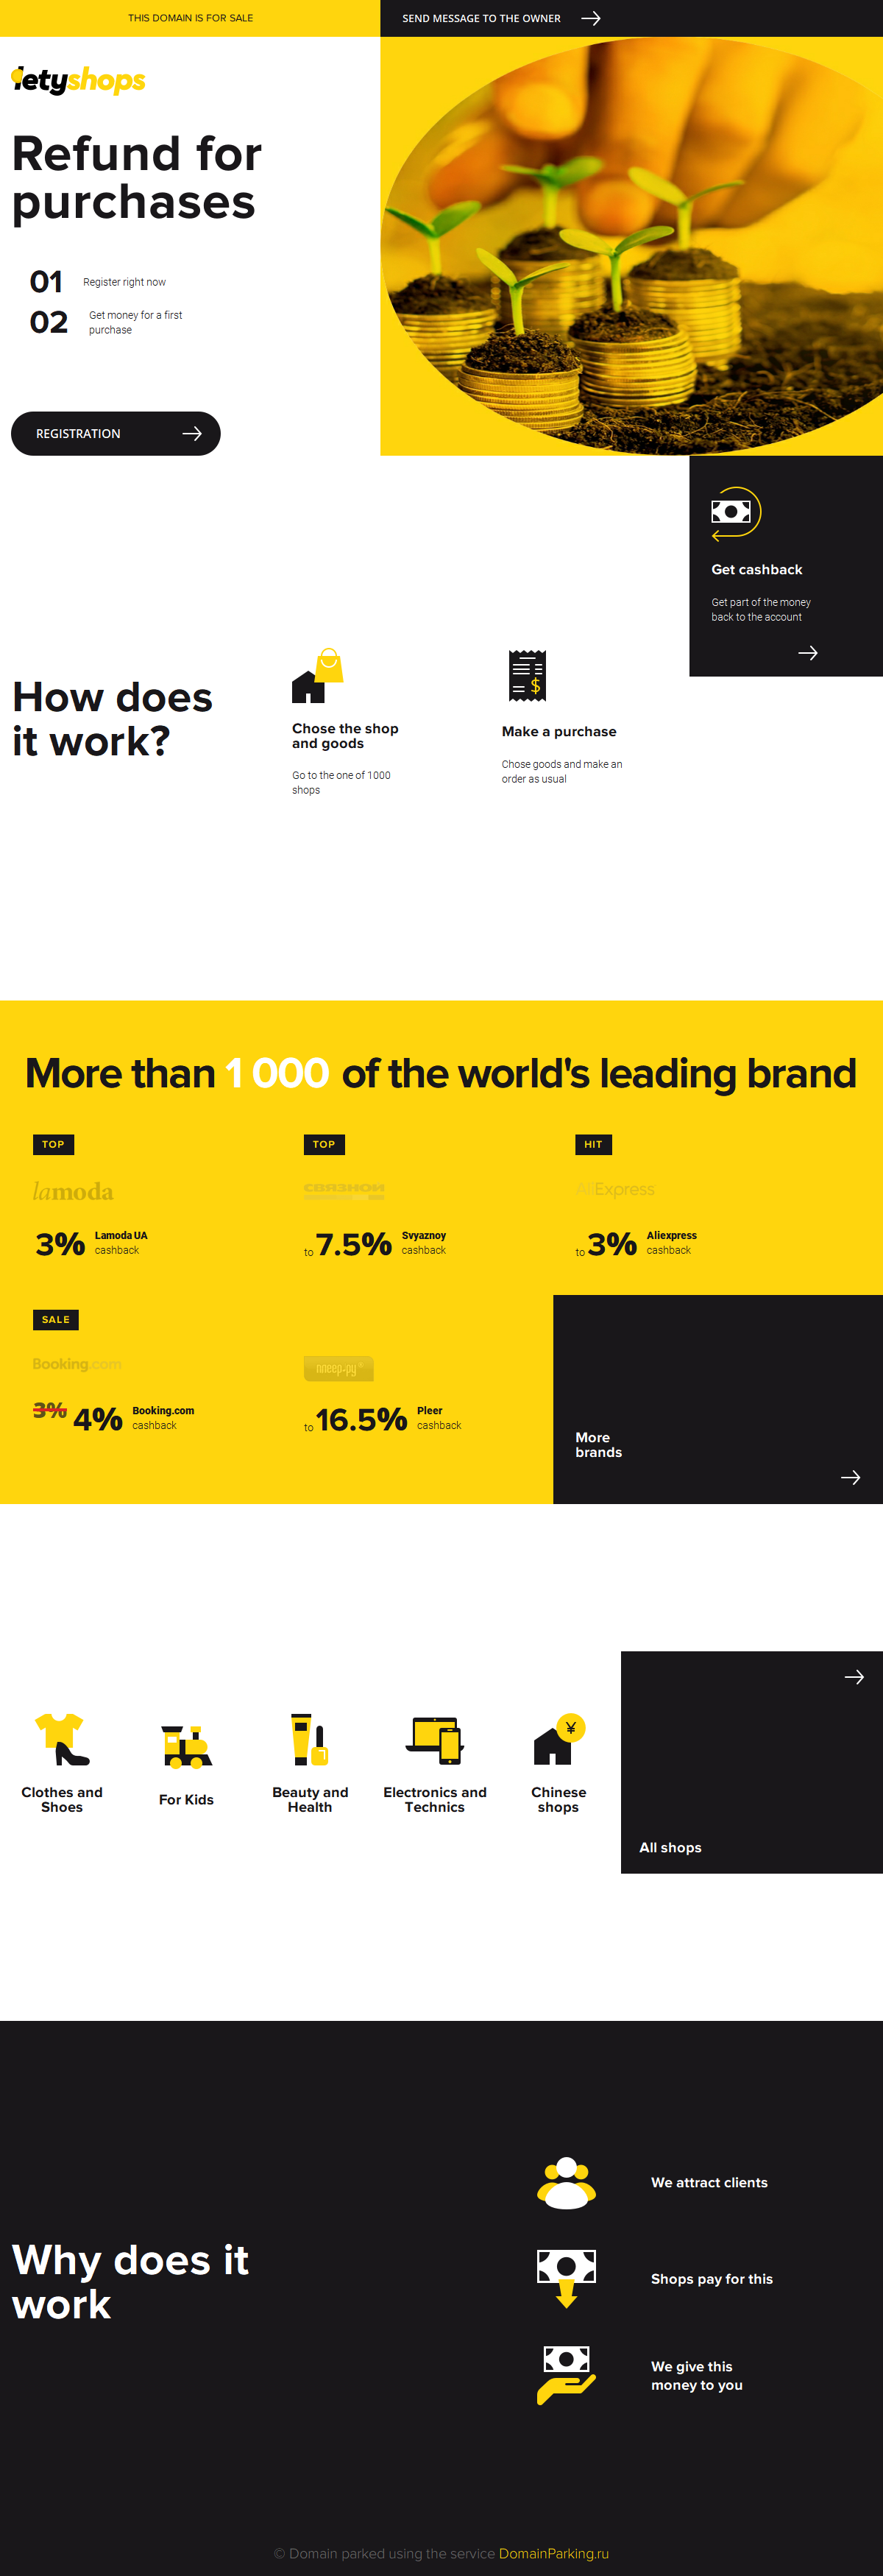 THIS DOMAIN IS FOR SALE
SEND MESSAGE TO THE OWNER
letyshops
Refund for
purchases
01 Register right now
02 Get money for a first
purchase
REGISTRATION
Get cashback
Get part of the money
back to the account
How does
it work?
Chose the shop
and goods
Go to the one of 1000
shops
Make a purchase
Chose goods and make an
order as usual
More than 1 000 of the world's leading brand
TOP
lamoda
3% Lamoda UA
cashback
TOP
СВЯЗНОЙ
to 7.5% Svyaznoy
cashback
HIT
AliExpress
to 3% Aliexpress
cashback
SALE
Booking.com
3% 4% Booking.com
cashback
плеер.ру
to 16.5% Pleer
cashback
More
brands
Clothes and
Shoes
For Kids
Beauty and
Health
Electronics and
Technics
Chinese
shops
All shops
Why does it
work
We attract clients
Shops pay for this
We give this
money to you
© Domain parked using the service DomainParking.ru